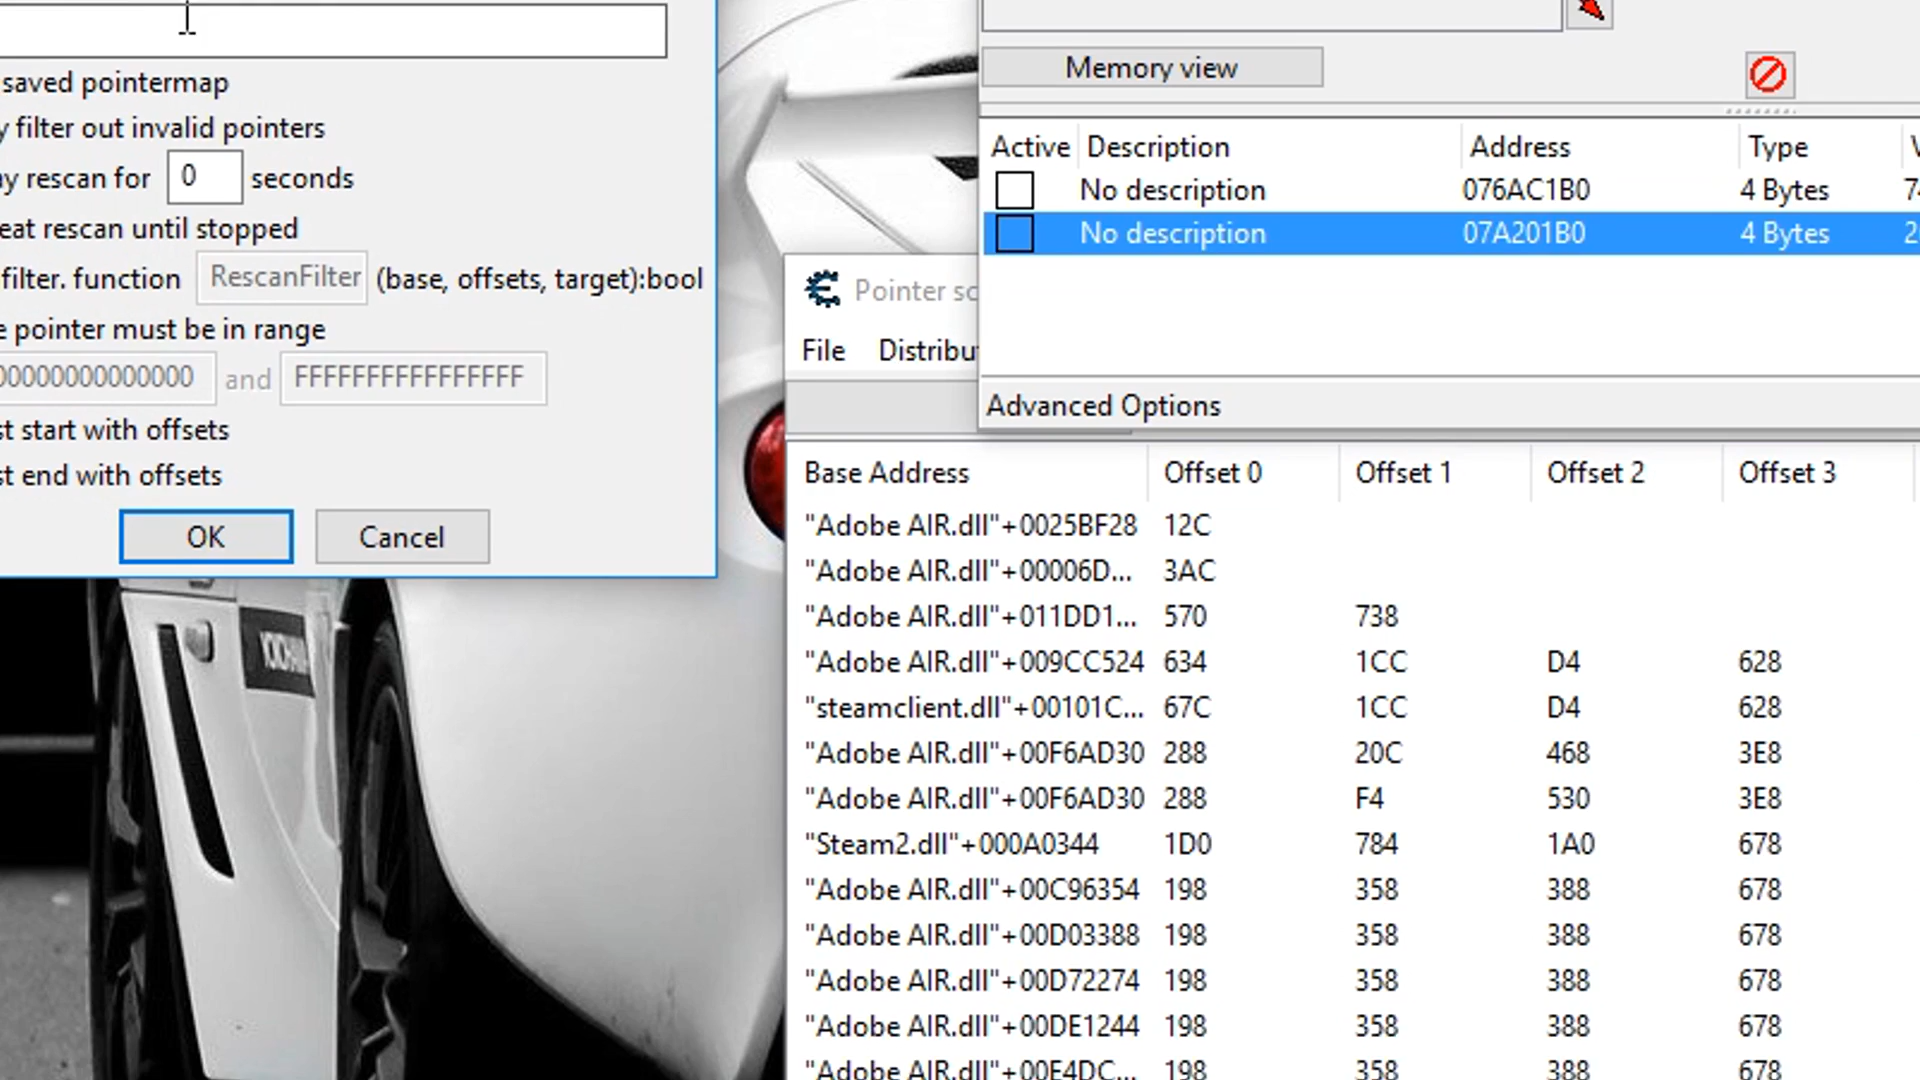 saved pointermap
filter out invalid pointers
rescan for 0 seconds
rescan until stopped
filter. function RescanFilter (base, offsets, target):bool
pointer must be in range
and FFFFFFFFFFFFFFFF
start with offsets
end with offsets
OK Cancel
Memory view
Active Description Address Type
No description 076AC1B0 4 Bytes
No description 07A201B0 4 Bytes
Pointer sc
File Distribu
Advanced Options
Base Address Offset 0 Offset 1 Offset 2 Offset 3
"Adobe AIR.dll"+0025BF28 12C
"Adobe AIR.dll"+00006D... 3AC
"Adobe AIR.dll"+011DD1... 570 738
"Adobe AIR.dll"+009CC524 634 1CC D4 628
"steamclient.dll"+00101C... 67C 1CC D4 628
"Adobe AIR.dll"+00F6AD30 288 20C 468 3E8
"Adobe AIR.dll"+00F6AD30 288 F4 530 3E8
"Steam2.dll"+000A0344 1D0 784 1A0 678
"Adobe AIR.dll"+00C96354 198 358 388 678
"Adobe AIR.dll"+00D03388 198 358 388 678
"Adobe AIR.dll"+00D72274 198 358 388 678
"Adobe AIR.dll"+00DE1244 198 358 388 678
"Adobe AIR.dll"+00E4DC... 198 358 388 678